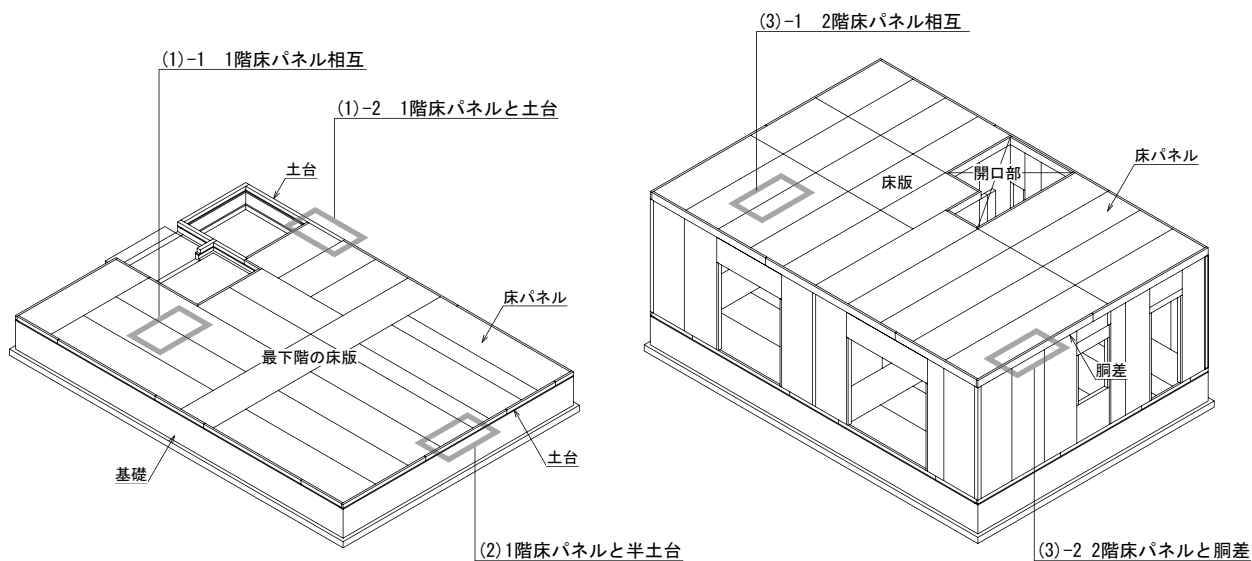 (1)-1 1階床パネル相互
(1)-2 1階床パネルと土台
土台
床パネル
最下階の床版
基礎
土台
(2)1階床パネルと半土台
(3)-1 2階床パネル相互
床パネル
開口部
床版
胴差
(3)-2 2階床パネルと胴差